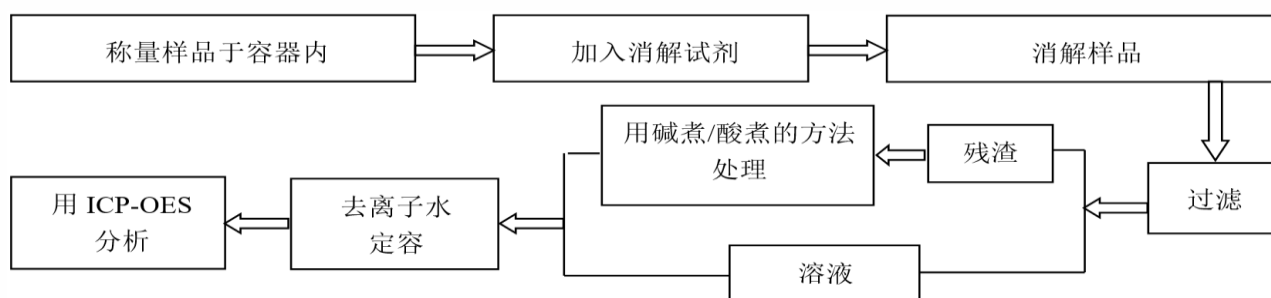 称量样品于容器内
加入消解试剂
消解样品
用碱煮/酸煮的方法
处理
残渣
过滤
用 ICP-OES
分析
去离子水
定容
溶液